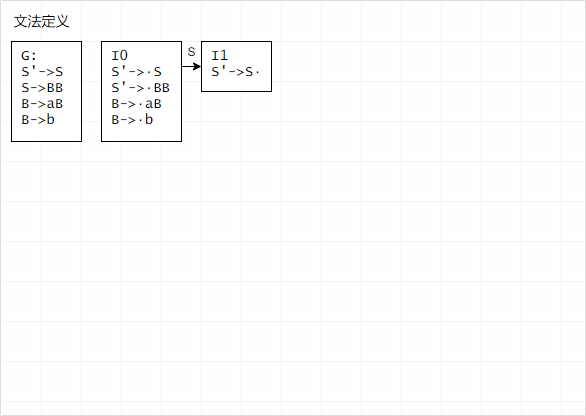 文法定义
G:
S'->S
S->BB
B->aB
B->b
I0
S'->·S
S'->·BB
B->·aB
B->·b
S
I1
S'->S·